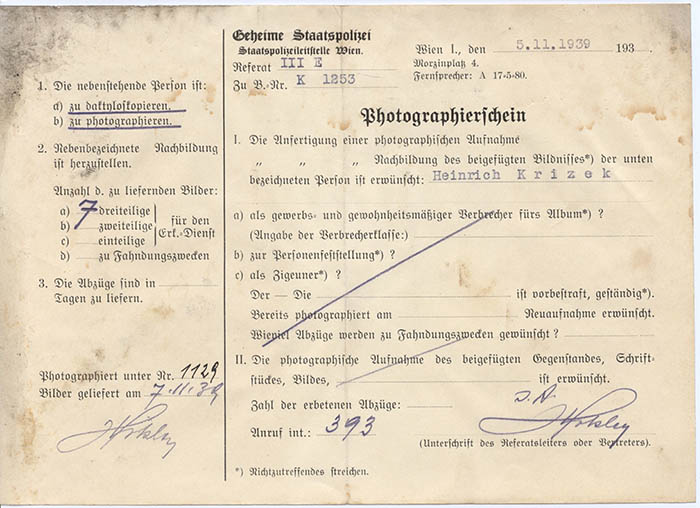 1. Die nebenstehende Person ist:
a) zu daktyloskopieren.
b) zu photographieren.
2. Nebenbezeichnete Nachbildung
ist herzustellen.
Anzahl d. zu liefernden Bilder:
a) 7 dreiteilige
b) zweiteilige
c) einteilige
für den
Erk.-Dienst
d) zu Fahndungszwecken
3. Die Abzüge sind in
Tagen zu liefern.
Photographiert unter Nr. 1129
Bilder geliefert am 7.11.39
Geheime Staatspolizei
Staatspolizeileitstelle Wien.
Referat III E
Zu B.-Nr. K 1253
Wien I., den 5.11.1939 193
Morzinplatz 4.
Fernsprecher: A 17-5-80.
Photographierschein
I. Die Anfertigung einer photographischen Aufnahme
„ „ „ Nachbildung des beigefügten Bildnisses*) der unten
bezeichneten Person ist erwünscht: Heinrich Krizek
a) als gewerbs- und gewohnheitsmäßiger Verbrecher fürs Album*) ?
(Angabe der Verbrecherklasse:)
b) zur Personenfeststellung*) ?
c) als Zigeuner*) ?
Der — Die ist vorbestraft, geständig*).
Bereits photographiert am Neuaufnahme erwünscht.
Wieviel Abzüge werden zu Fahndungszwecken gewünscht ?
II. Die photographische Aufnahme des beigefügten Gegenstandes, Schrift-
stückes, Bildes, ist erwünscht.
Zahl der erbetenen Abzüge:
Anruf int.: 393
(Unterschrift des Referatsleiters oder Vertreters).
*) Nichtzutreffendes streichen.